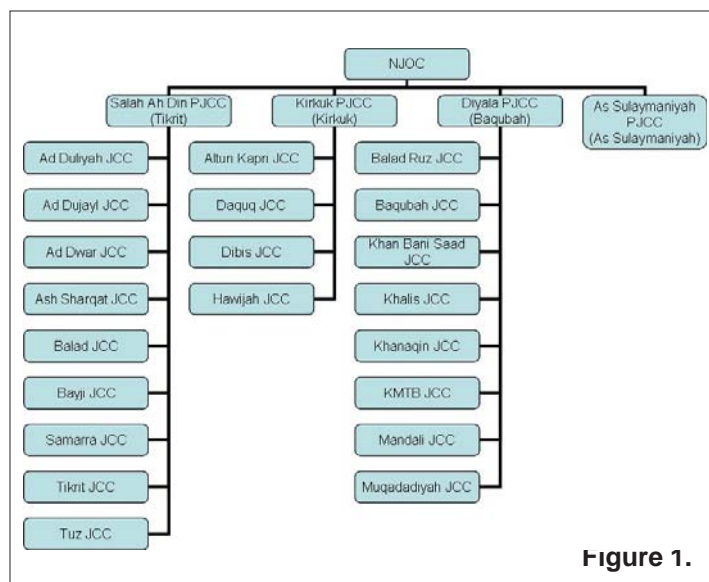 NJOC
Salah Ah Din PJCC
(Tikrit)
Kirkuk PJCC
(Kirkuk)
Diyala PJCC
(Baqubah)
As Sulaymaniyah
PJCC
(As Sulaymaniyah)
Ad Duliyah JCC
Ad Dujayl JCC
Ad Dwar JCC
Ash Sharqat JCC
Balad JCC
Bayji JCC
Samarra JCC
Tikrit JCC
Tuz JCC
Altun Kapri JCC
Daquq JCC
Dibis JCC
Hawijah JCC
Balad Ruz JCC
Baqubah JCC
Khan Bani Saad
JCC
Khalis JCC
Khanaqin JCC
KMTB JCC
Mandali JCC
Muqadadiyah JCC
Figure 1.